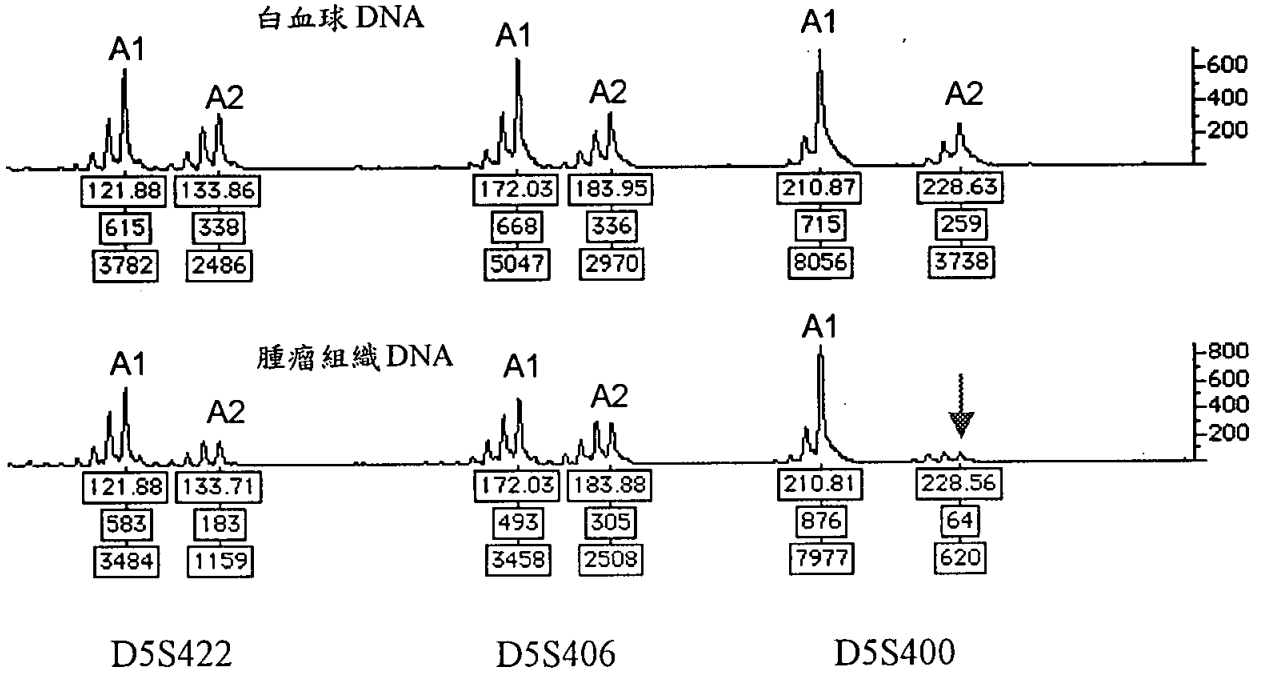 白血球 DNA
A1 A2 A1 A2 A1 A2
600
400
200
121.88 133.86 172.03 183.95 210.87 228.63
615 338 668 336 715 259
3782 2486 5047 2970 8056 3738
腫瘤組織 DNA
A1 A2 A1 A2 A1
800
600
400
200
121.88 133.71 172.03 183.88 210.81 228.56
583 183 493 305 876 64
3484 1159 3458 2508 7977 620
D5S422 D5S406 D5S400